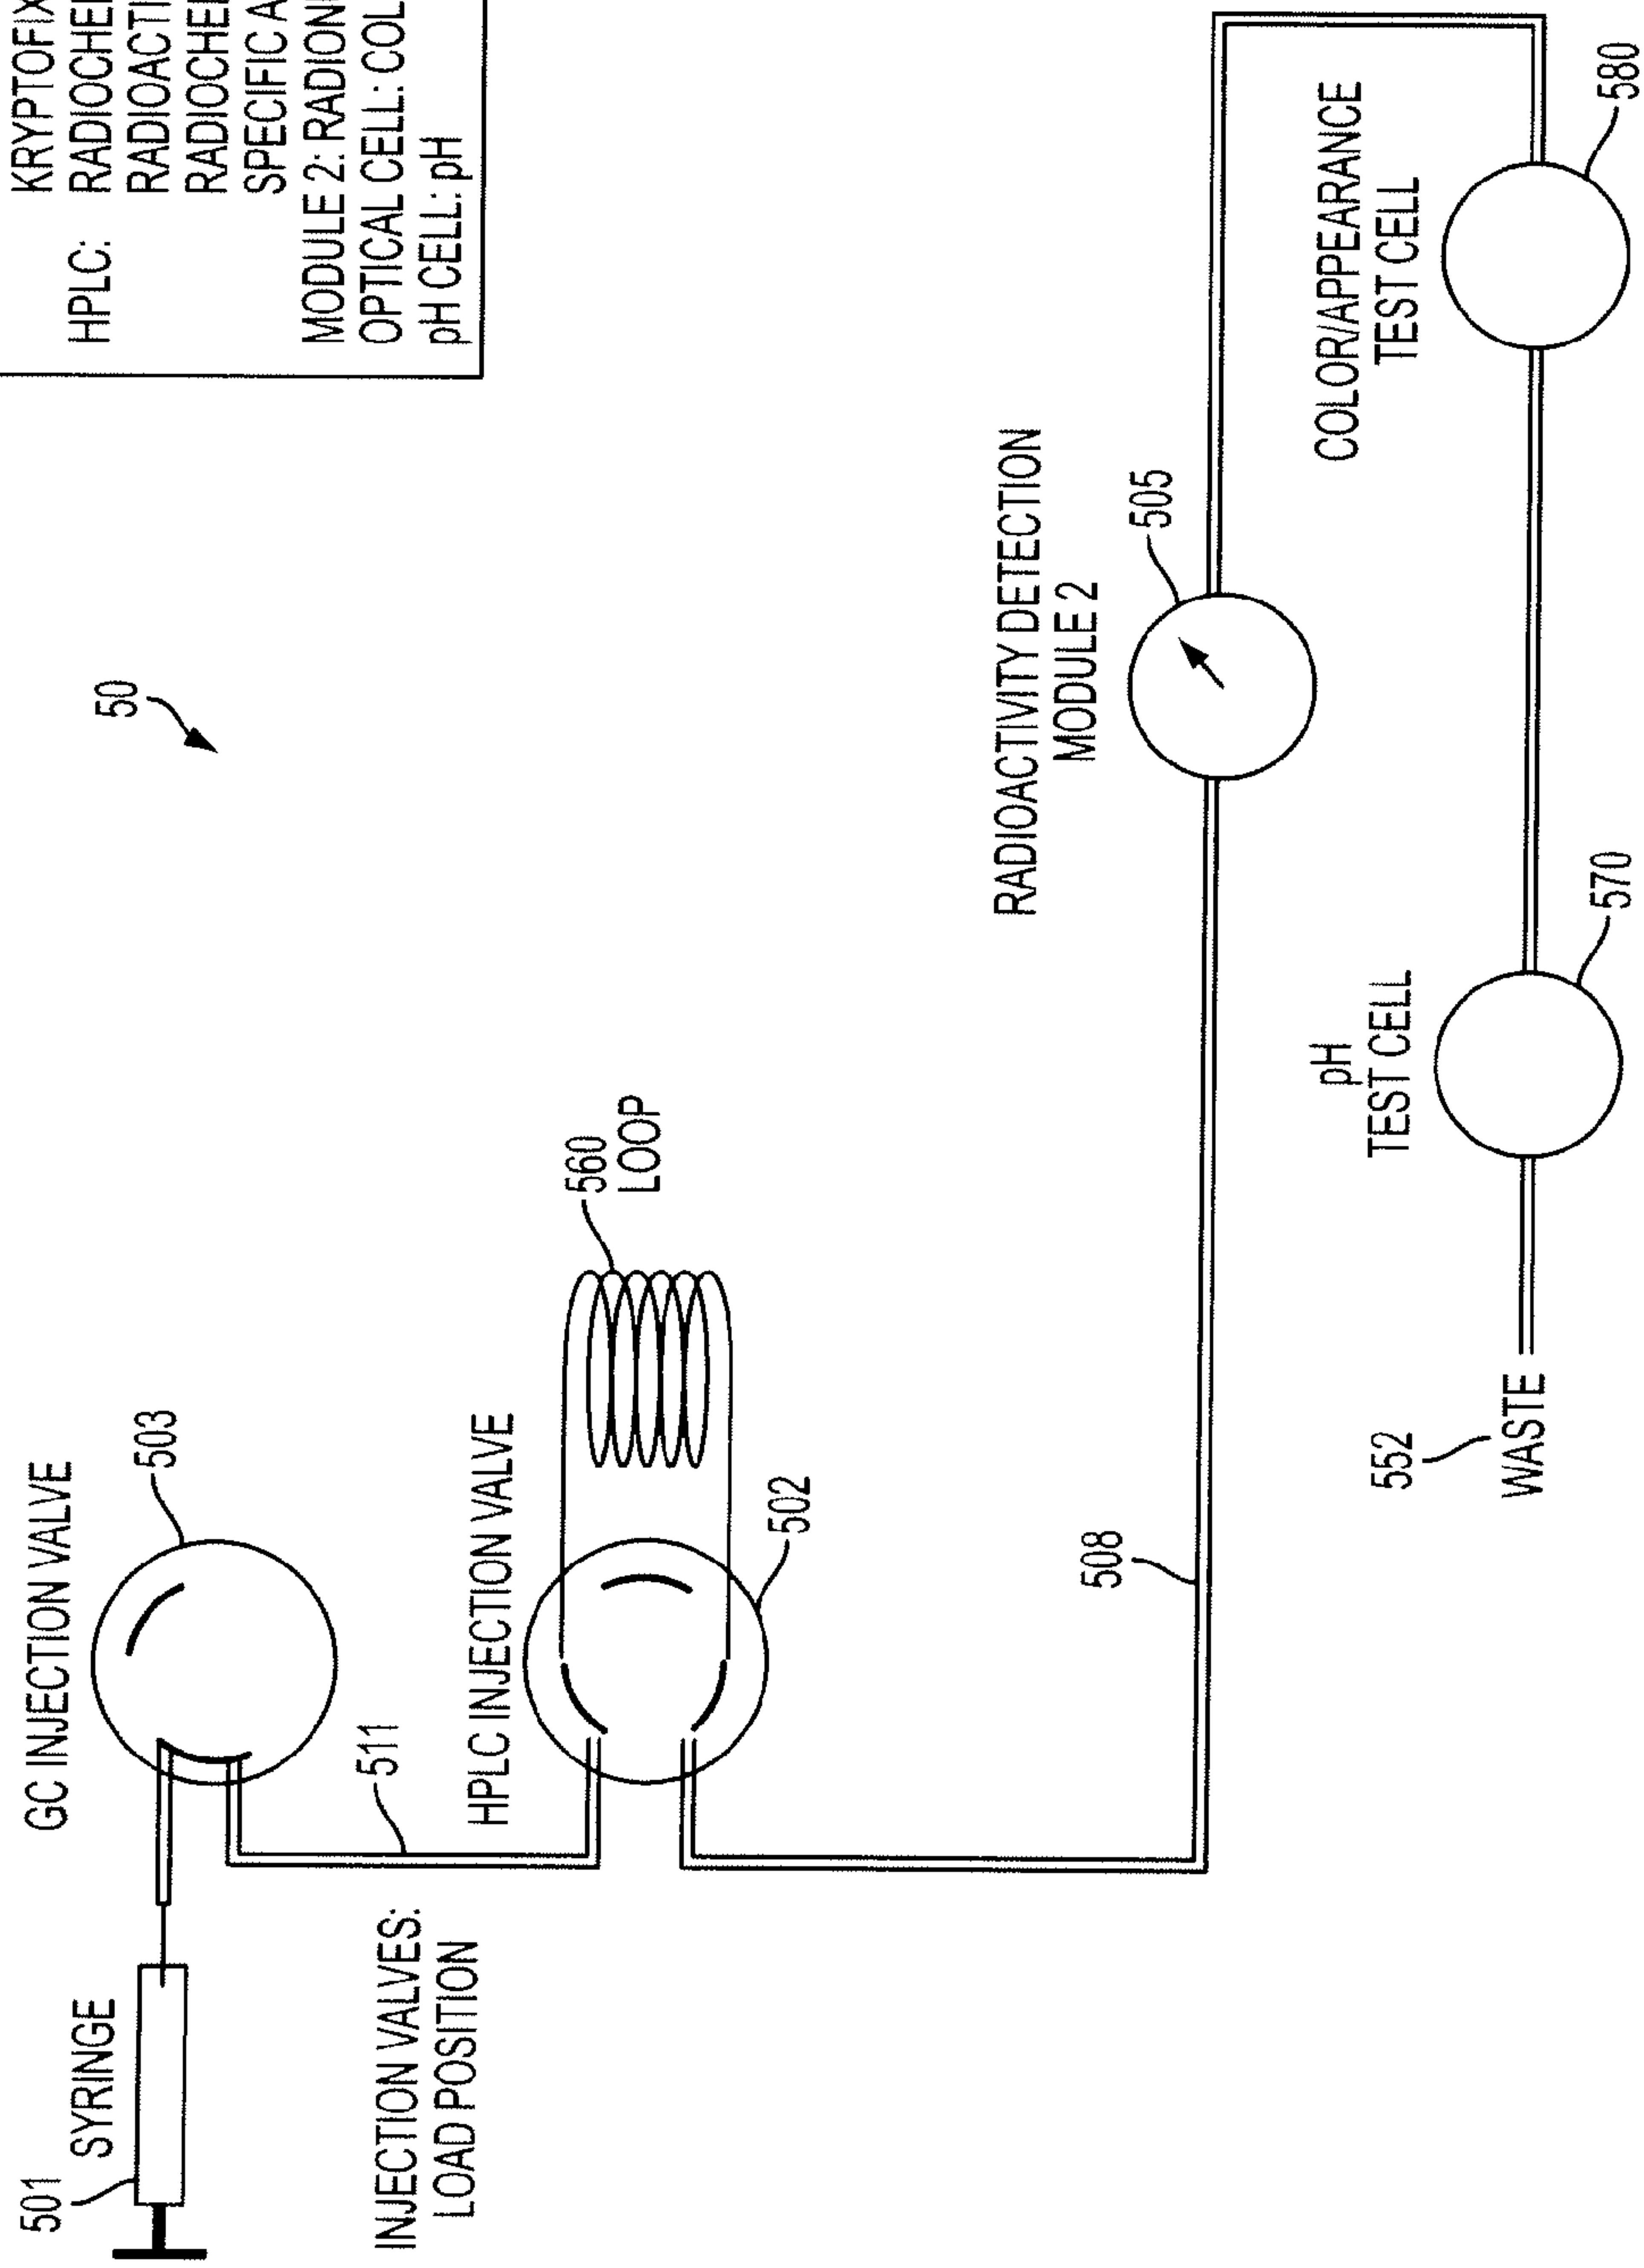 501
SYRINGE
GC INJECTION VALVE
503
511
INJECTION VALVES:
LOAD POSITION
HPLC INJECTION VALVE
502
560
LOOP
50
KRYPTOFIX
HPLC: RADIOCHE
RADIOACTI
RADIOCHE
SPECIFIC A
MODULE 2: RADION
OPTICAL CELL: COL
pH CELL: pH
508
RADIOACTIVITY DETECTION
MODULE 2
505
552
WASTE
pH
TEST CELL
570
COLOR/APPEARANCE
TEST CELL
580